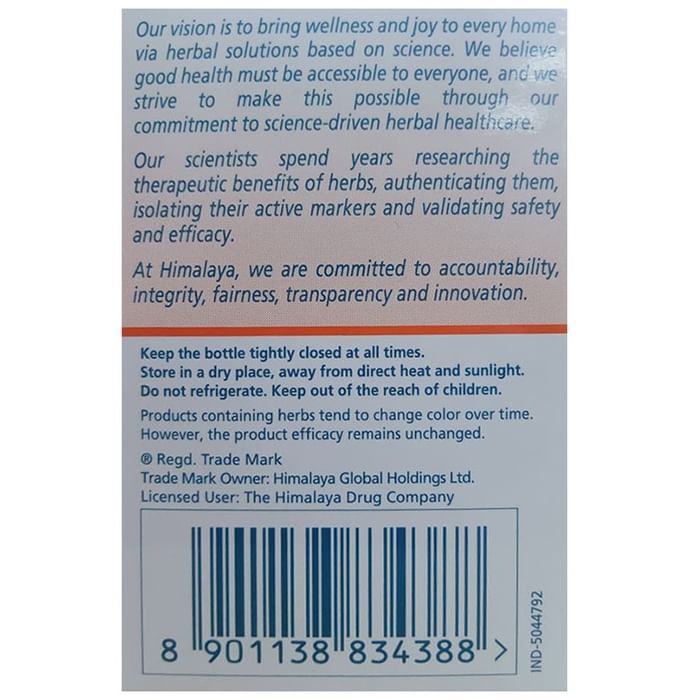 Our vision is to bring wellness and joy to every home
via herbal solutions based on science. We believe
good health must be accessible to everyone, and we
strive to make this possible through our
commitment to science-driven herbal healthcare.
Our scientists spend years researching the
therapeutic benefits of herbs, authenticating them,
isolating their active markers and validating safety
and efficacy.
At Himalaya, we are committed to accountability,
integrity, fairness, transparency and innovation.
Keep the bottle tightly closed at all times.
Store in a dry place, away from direct heat and sunlight.
Do not refrigerate. Keep out of the reach of children.
Products containing herbs tend to change color over time.
However, the product efficacy remains unchanged.
® Regd. Trade Mark
Trade Mark Owner: Himalaya Global Holdings Ltd.
Licensed User: The Himalaya Drug Company
8 901138 834388 >
IND-5044792